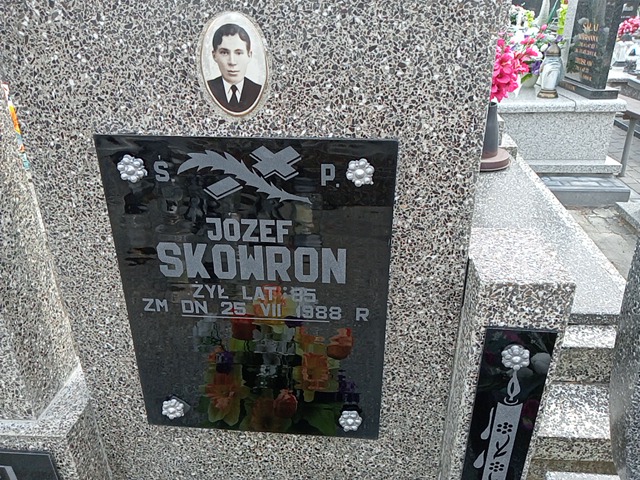 Ś P.
JOZEF
SKOWRON
ŻYŁ LAT 85
ZM DN 25 VII 1988 R